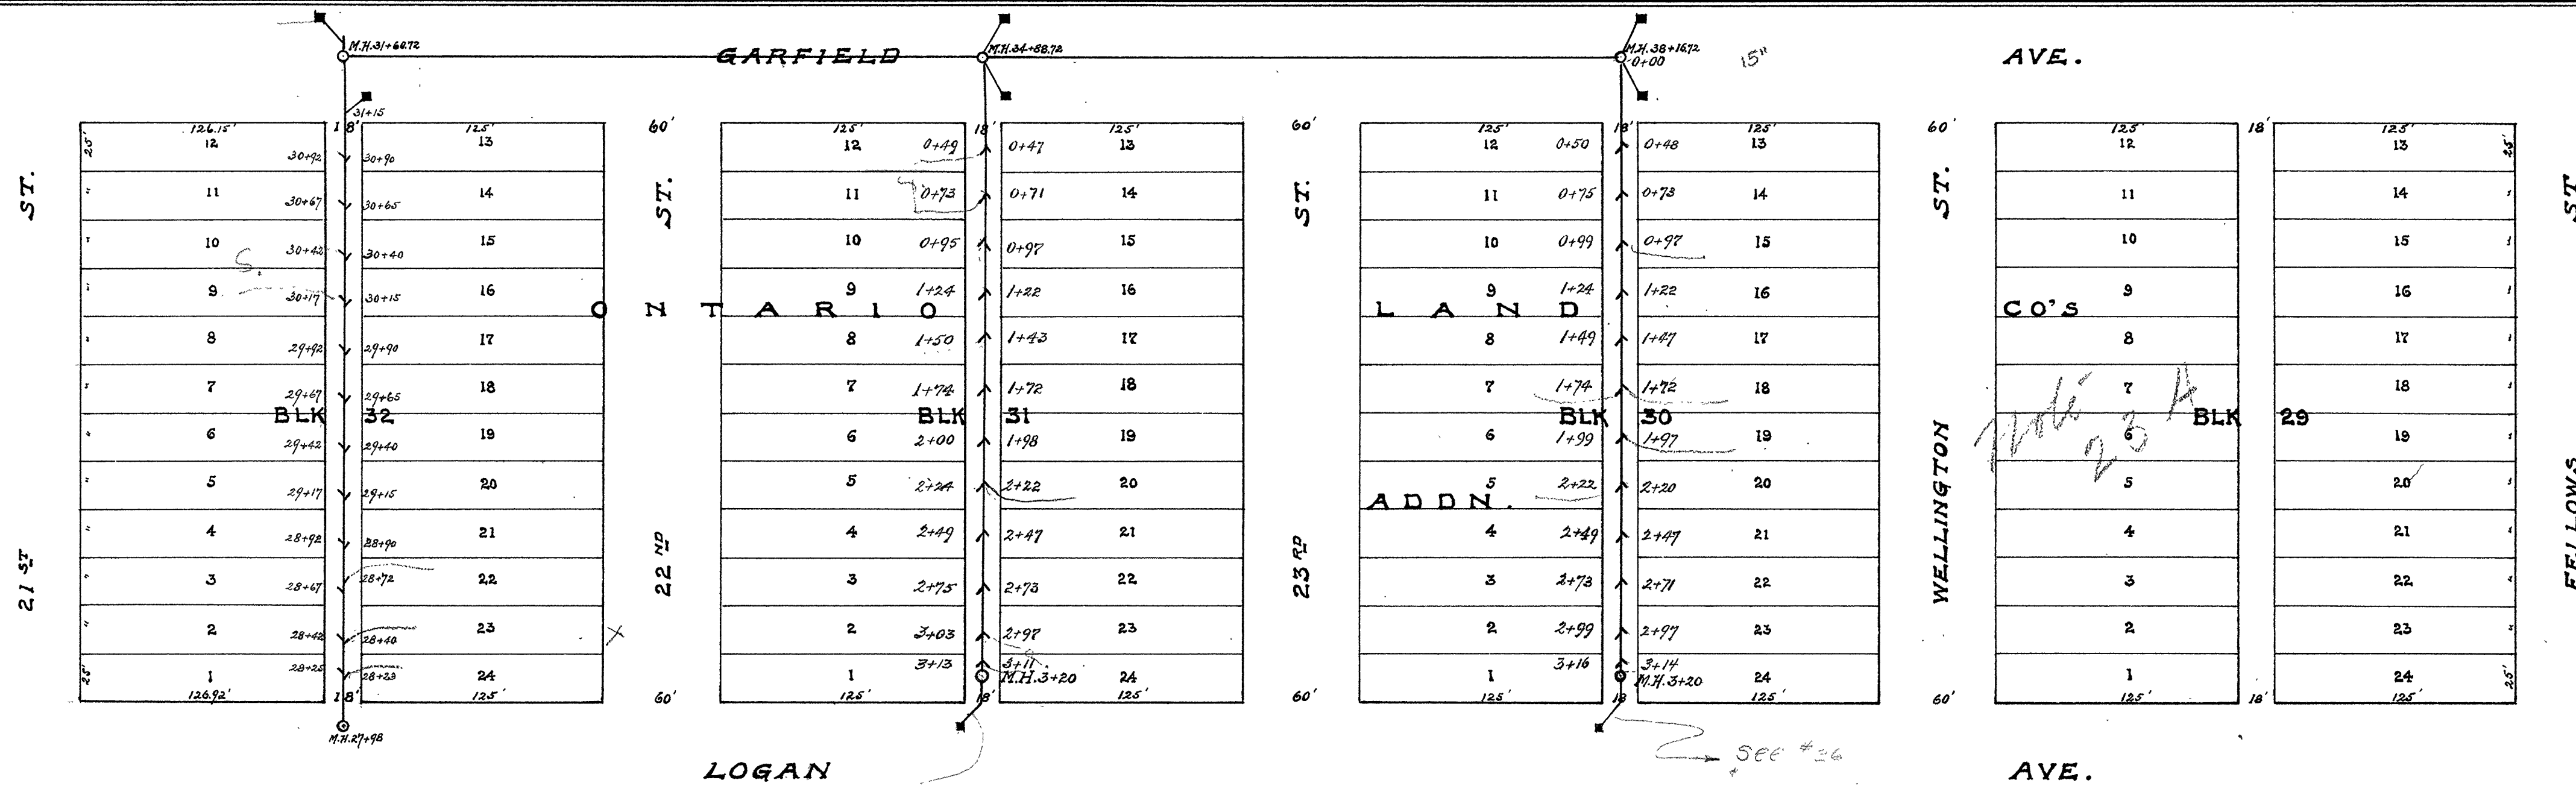 M.H.31+60.72
GARFIELD
M.H.34+88.72
M.H.38+16.72
0+00
15"
AVE.
31+15
126.15' 18' 125' 60' 125' 18' 125' 60' 125' 18' 125' 60' 125' 18' 125'
25' 12 30+92 30+90 13 12 0+49 0+47 13 12 0+50 0+48 13 12 13 25'
ST. ST. ST. ST. ST.
" 11 30+67 30+65 14 11 0+73 0+71 14 11 0+75 0+73 14 11 14 "
" 10 30+42 30+40 15 10 0+95 0+97 15 10 0+99 0+97 15 10 15 "
S.
" 9 30+17 30+15 16 9 1+24 1+22 16 9 1+24 1+22 16 9 16 "
ONTARIO LAND CO'S
" 8 29+92 29+90 17 8 1+50 1+43 17 8 1+49 1+47 17 8 17 "
" 7 29+67 29+65 18 7 1+74 1+72 18 7 1+74 1+72 18 7 18 "
BLK 32 BLK 31 BLK 30 BLK 29
23 A
" 6 29+42 29+40 19 6 2+00 1+98 19 6 1+99 1+97 19 6 19 "
" 5 29+17 29+15 20 5 2+24 2+22 20 5 2+22 2+20 20 5 20 "
ADDN.
" 4 28+92 28+90 21 4 2+49 2+47 21 4 2+49 2+47 21 4 21 "
21ST 22ND 23RD WELLINGTON FELLOWS
" 3 28+67 28+72 22 3 2+75 2+73 22 3 2+73 2+71 22 3 22 "
" 2 28+42 28+40 23 2 3+03 2+97 23 2 2+99 2+97 23 2 23 "
X
25' 1 28+25 28+23 24 1 3+13 3+11 24 1 3+16 3+14 24 1 24 25'
M.H.3+20 M.H.3+20
126.92' 18' 125' 60' 125' 18' 125' 60' 125' 18 125' 60' 125' 18' 125'
M.H.27+98
SEE #36
LOGAN AVE.